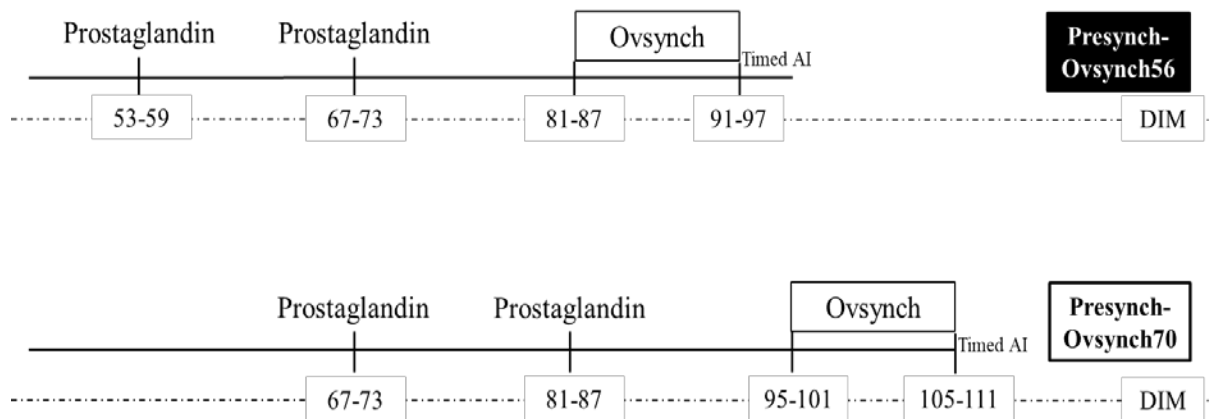 Prostaglandin Prostaglandin Ovsynch Timed AI Presynch-
Ovsynch56
53-59 67-73 81-87 91-97 DIM
Prostaglandin Prostaglandin Ovsynch Timed AI Presynch-
Ovsynch70
67-73 81-87 95-101 105-111 DIM